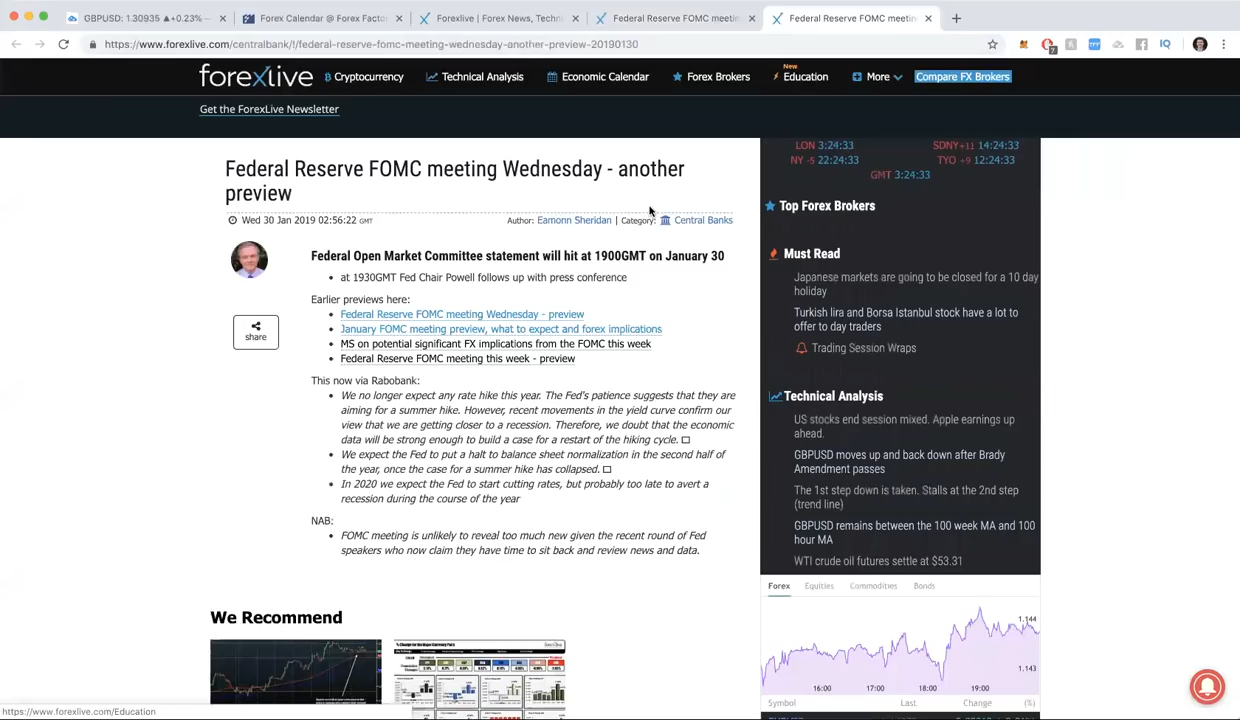 GBPUSD: 1.30935 ▲+0.23%
Forex Calendar @ Forex Facto
Forexlive | Forex News, Techn
Federal Reserve FOMC meetin
Federal Reserve FOMC meetin
https://www.forexlive.com/centralbank/!/federal-reserve-fomc-meeting-wednesday-another-preview-20190130
7
TFF
IQ
forexlive
Cryptocurrency
Technical Analysis
Economic Calendar
Forex Brokers
New
Education
More
Compare FX Brokers
Get the ForexLive Newsletter
Federal Reserve FOMC meeting Wednesday - another
preview
Wed 30 Jan 2019 02:56:22 GMT
Author: Eamonn Sheridan | Category: Central Banks
share
Federal Open Market Committee statement will hit at 1900GMT on January 30
• at 1930GMT Fed Chair Powell follows up with press conference
Earlier previews here:
• Federal Reserve FOMC meeting Wednesday - preview
• January FOMC meeting preview, what to expect and forex implications
• MS on potential significant FX implications from the FOMC this week
• Federal Reserve FOMC meeting this week - preview
This now via Rabobank:
• We no longer expect any rate hike this year. The Fed's patience suggests that they are
aiming for a summer hike. However, recent movements in the yield curve confirm our
view that we are getting closer to a recession. Therefore, we doubt that the economic
data will be strong enough to build a case for a restart of the hiking cycle.
• We expect the Fed to put a halt to balance sheet normalization in the second half of
the year, once the case for a summer hike has collapsed.
• In 2020 we expect the Fed to start cutting rates, but probably too late to avert a
recession during the course of the year
NAB:
• FOMC meeting is unlikely to reveal too much new given the recent round of Fed
speakers who now claim they have time to sit back and review news and data.
We Recommend
LON 3:24:33
SDNY+11 14:24:33
NY -5 22:24:33
TYO +9 12:24:33
GMT 3:24:33
Top Forex Brokers
Must Read
Japanese markets are going to be closed for a 10 day
holiday
Turkish lira and Borsa Istanbul stock have a lot to
offer to day traders
Trading Session Wraps
Technical Analysis
US stocks end session mixed. Apple earnings up
ahead.
GBPUSD moves up and back down after Brady
Amendment passes
The 1st step down is taken. Stalls at the 2nd step
(trend line)
GBPUSD remains between the 100 week MA and 100
hour MA
WTI crude oil futures settle at $53.31
Forex
Equities
Commodities
Bonds
1.144
1.143
16:00
17:00
18:00
19:00
Symbol
Last
Change
(%)
https://www.forexlive.com/Education